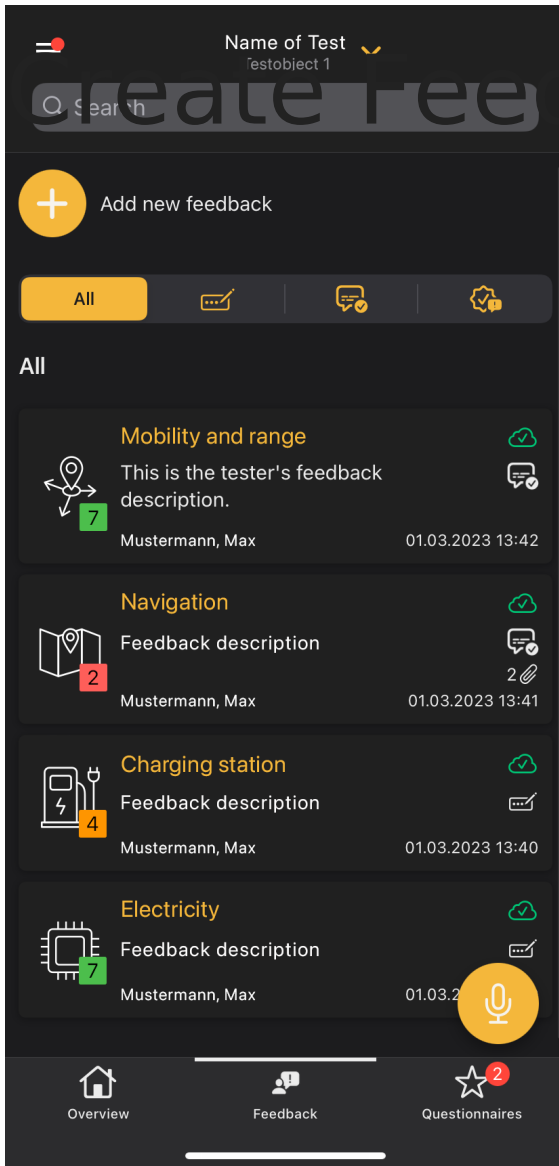 Name of Test
Testobject 1
Create Fee
Search
Add new feedback
All
All
Mobility and range
This is the tester's feedback
description.
7
Mustermann, Max 01.03.2023 13:42
Navigation
Feedback description
2
2
Mustermann, Max 01.03.2023 13:41
Charging station
Feedback description
4
Mustermann, Max 01.03.2023 13:40
Electricity
Feedback description
7
Mustermann, Max 01.03.2
2
Overview Feedback Questionnaires